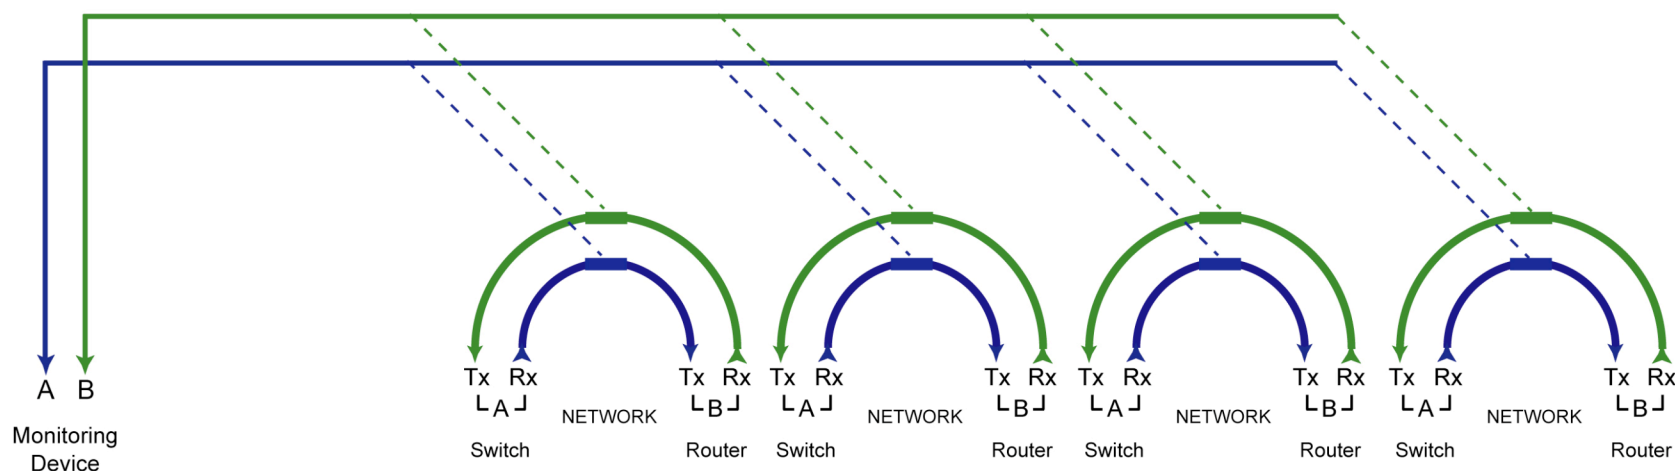 A B
Monitoring
Device
Tx Rx Tx Rx
A NETWORK B
Switch Router
Tx Rx Tx Rx
A NETWORK B
Switch Router
Tx Rx Tx Rx
A NETWORK B
Switch Router
Tx Rx Tx Rx
A NETWORK B
Switch Router